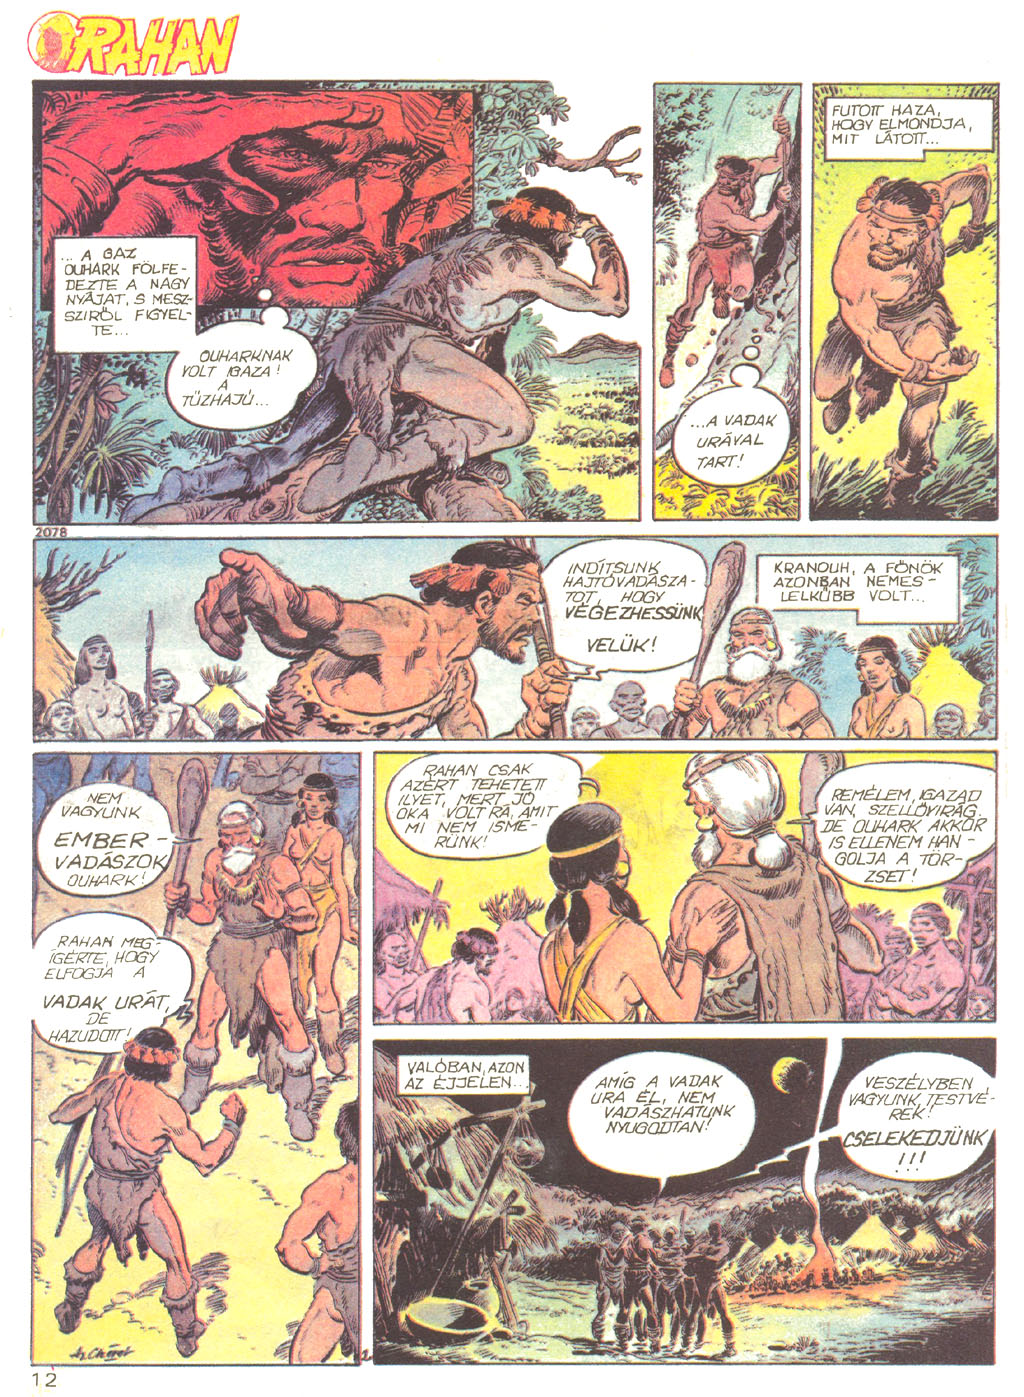 RAHAN
... A GAZ
OUHARK FÖLFE-
DEZTE A NAGY
NYÁJAT, S MESZ-
SZIRŐL FIGYEL-
TE...
OUHARKNAK
VOLT IGAZA!
A
TŰZHAJÚ...
...A VADAK
URÁVAL
TART!
FUTOTT HAZA,
HOGY ELMONDJA,
MIT LÁTOTT...
2078
INDÍTSUNK
HAJTÓVADÁSZA-
TOT, HOGY
VÉGEZHESSÜNK
VELÜK!
KRANOUH, A FŐNÖK
AZONBAN NEMES-
LELKŰBB VOLT...
NEM
VAGYUNK
EMBER-
VADÁSZOK
OUHARK!
RAHAN MEG-
ÍGÉRTE, HOGY
ELFOGJA A
VADAK URÁT,
DE
HAZUDOTT!
RAHAN CSAK
AZÉRT TEHETETT
ILYET, MERT JÓ
OKA VOLT RÁ, AMIT
MI NEM ISME-
RÜNK!
REMÉLEM, IGAZAD
VAN, SZELLŐVIRÁG.
DE OUHARK AKKOR
IS ELLENEM HAN-
GOLJA A TÖR-
ZSET!
VALÓBAN, AZON
AZ ÉJJELEN...
AMÍG A VADAK
URA ÉL, NEM
VADÁSZHATUNK
NYUGODTAN!
VESZÉLYBEN
VAGYUNK, TESTVÉ-
REK!
CSELEKEDJÜNK
!!!
12